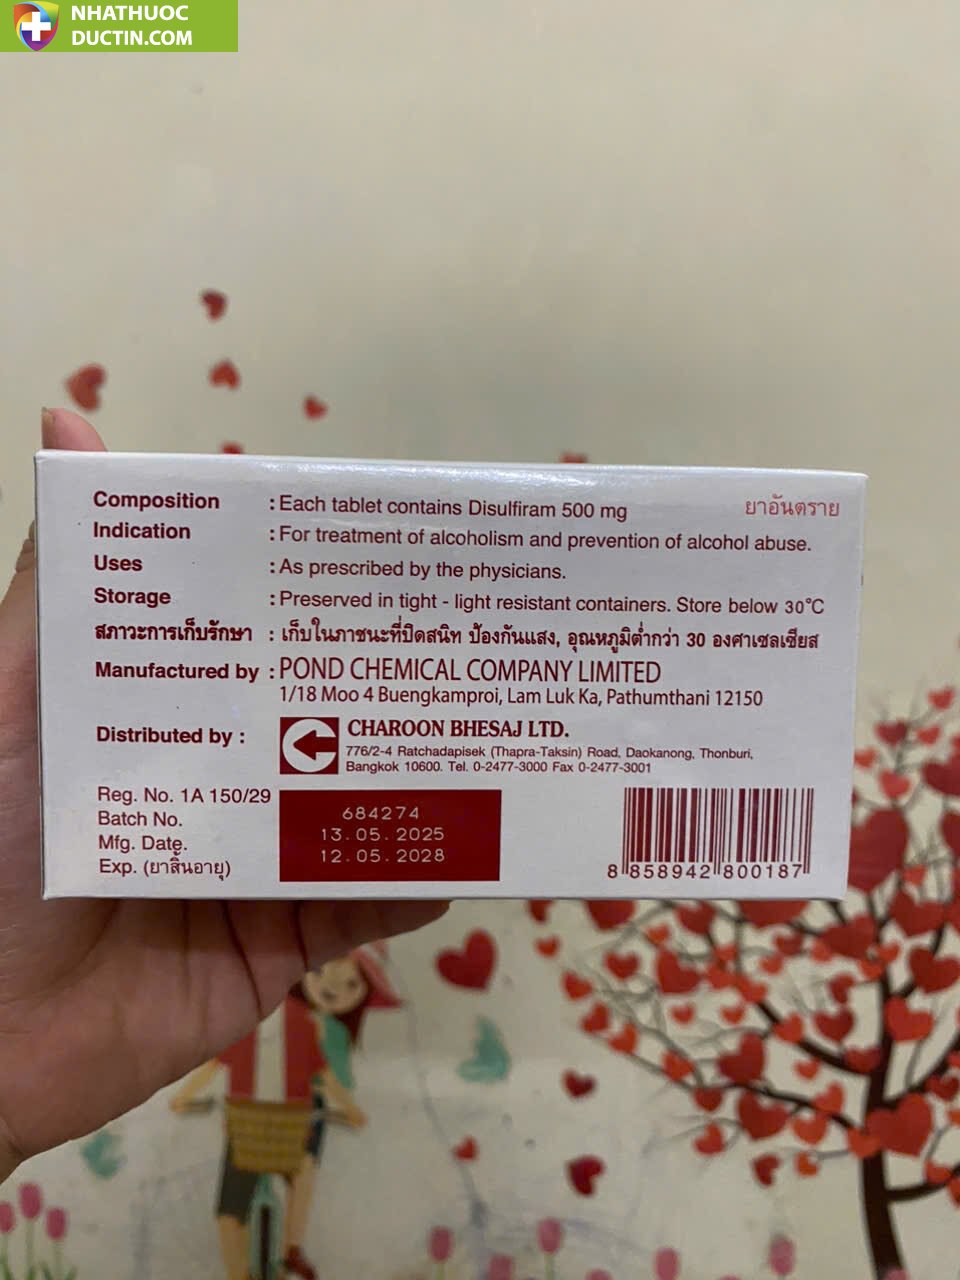 NHATHUOC
DUCTIN.COM
Composition : Each tablet contains Disulfiram 500 mg ยาอันตราย
Indication : For treatment of alcoholism and prevention of alcohol abuse.
Uses : As prescribed by the physicians.
Storage : Preserved in tight - light resistant containers. Store below 30°C
สภาวะการเก็บรักษา : เก็บในภาชนะที่ปิดสนิท ป้องกันแสง, อุณหภูมิต่ำกว่า 30 องศาเซลเซียส
Manufactured by : POND CHEMICAL COMPANY LIMITED
1/18 Moo 4 Buengkamproi, Lam Luk Ka, Pathumthani 12150
Distributed by : CHAROON BHESAJ LTD.
776/2-4 Ratchadapisek (Thapra-Taksin) Road, Daokanong, Thonburi,
Bangkok 10600. Tel. 0-2477-3000 Fax 0-2477-3001
Reg. No. 1A 150/29
Batch No. 684274
Mfg. Date. 13.05.2025
Exp. (ยาสิ้นอายุ) 12.05.2028
8 858942 800187